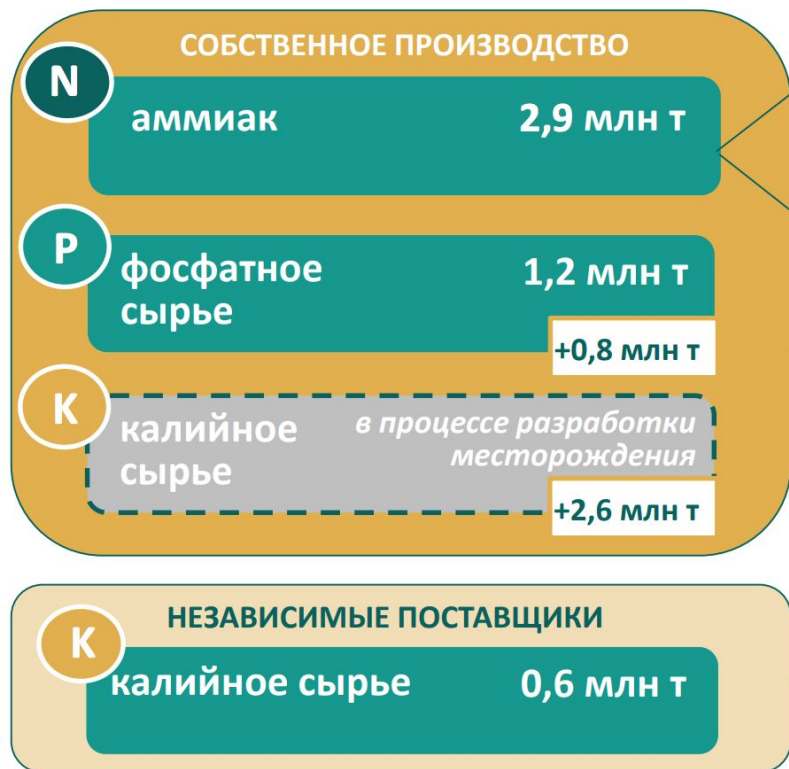 СОБСТВЕННОЕ ПРОИЗВОДСТВО
N
аммиак 2,9 млн т
P
фосфатное 1,2 млн т
сырье
+0,8 млн т
K
калийное в процессе разработки
сырье месторождения
+2,6 млн т
НЕЗАВИСИМЫЕ ПОСТАВЩИКИ
K
калийное сырье 0,6 млн т